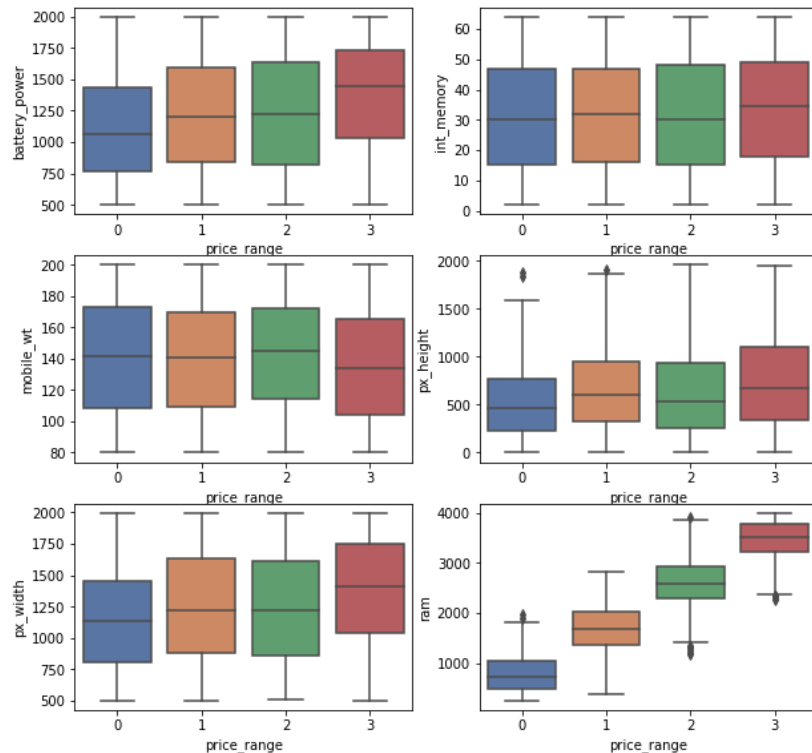 battery_power
2000
1750
1500
1250
1000
750
500
0 1 2 3
price_range
int_memory
60
50
40
30
20
10
0
0 1 2 3
price_range
mobile_wt
200
180
160
140
120
100
80
0 1 2 3
price_range
px_height
2000
1500
1000
500
0
0 1 2 3
price_range
px_width
2000
1750
1500
1250
1000
750
500
0 1 2 3
price_range
ram
4000
3000
2000
1000
0 1 2 3
price_range